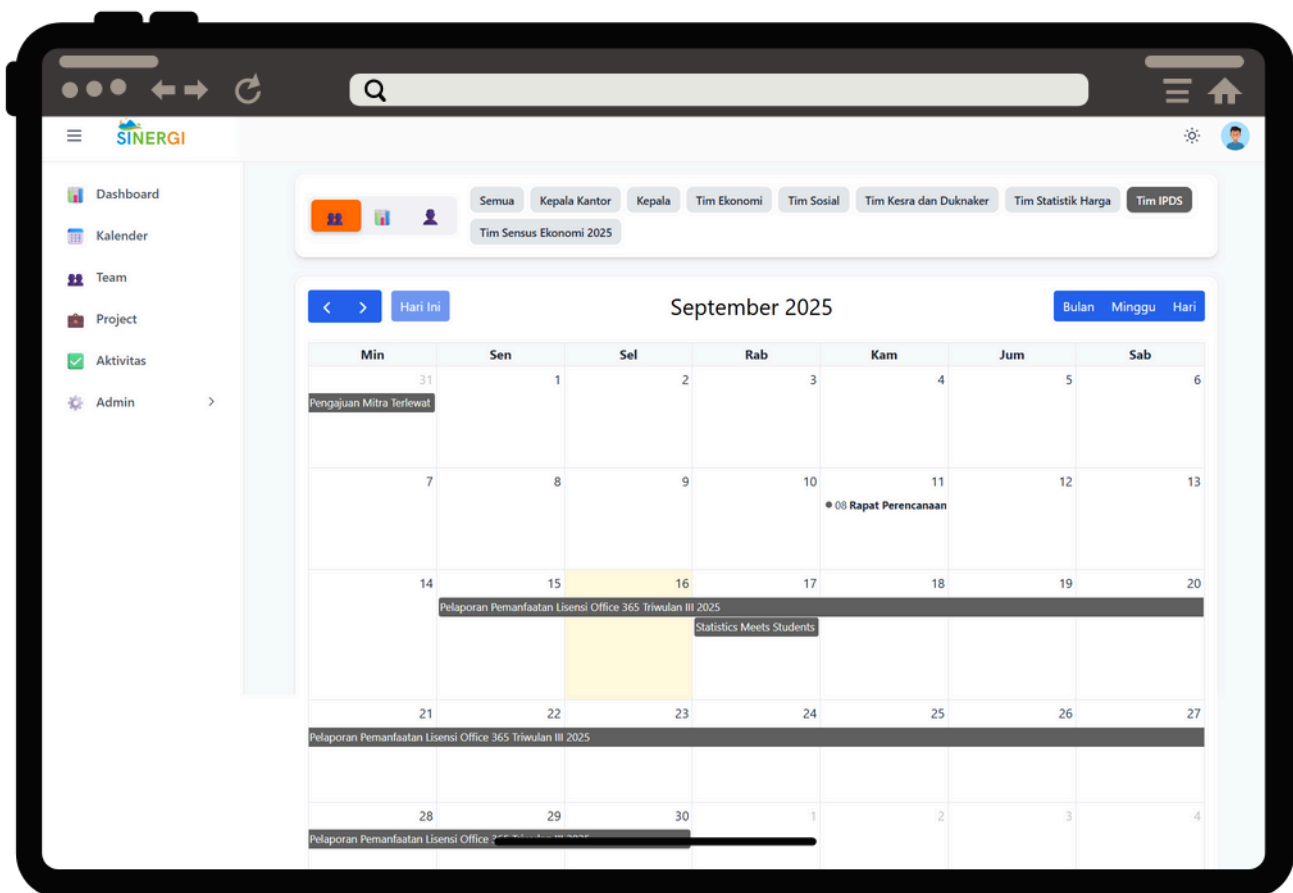 SINERGI
Dashboard
Kalender
Team
Project
Aktivitas
Admin
Semua Kepala Kantor Kepala Tim Ekonomi Tim Sosial Tim Kesra dan Duknaker Tim Statistik Harga Tim IPDS
Tim Sensus Ekonomi 2025
Hari Ini September 2025 Bulan Minggu Hari
Min Sen Sel Rab Kam Jum Sab
31 1 2 3 4 5 6
Pengajuan Mitra Terlewat
7 8 9 10 11 12 13
08 Rapat Perencanaan
14 15 16 17 18 19 20
Pelaporan Pemanfaatan Lisensi Office 365 Triwulan III 2025
Statistics Meets Students
21 22 23 24 25 26 27
Pelaporan Pemanfaatan Lisensi Office 365 Triwulan III 2025
28 29 30 1 2 3 4
Pelaporan Pemanfaatan Lisensi Office 365 Triwulan III 2025